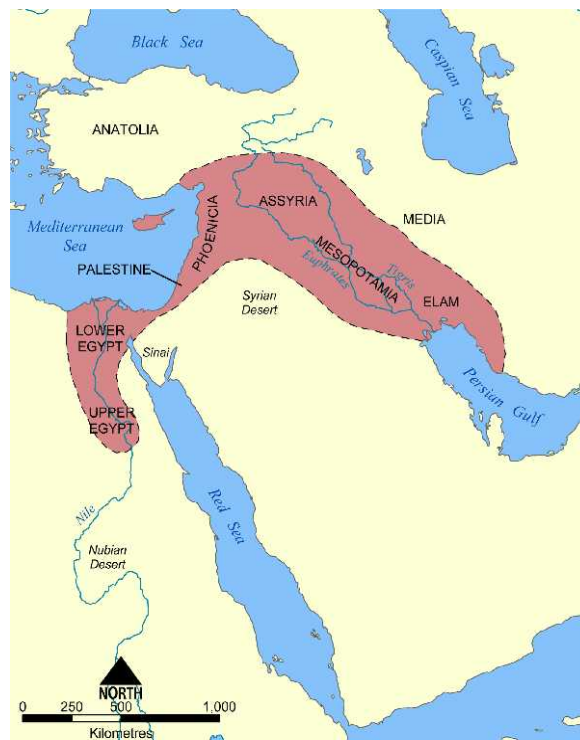 Black Sea
Caspian Sea
ANATOLIA
ASSYRIA
MEDIA
Mediterranean
Sea
PHOENICIA
MESOPOTAMIA
Tigris
Euphrates
PALESTINE
ELAM
Syrian
Desert
LOWER
EGYPT
Sinai
Persian Gulf
UPPER
EGYPT
Red Sea
Nile
Nubian
Desert
NORTH
0 250 500 1,000
Kilometres